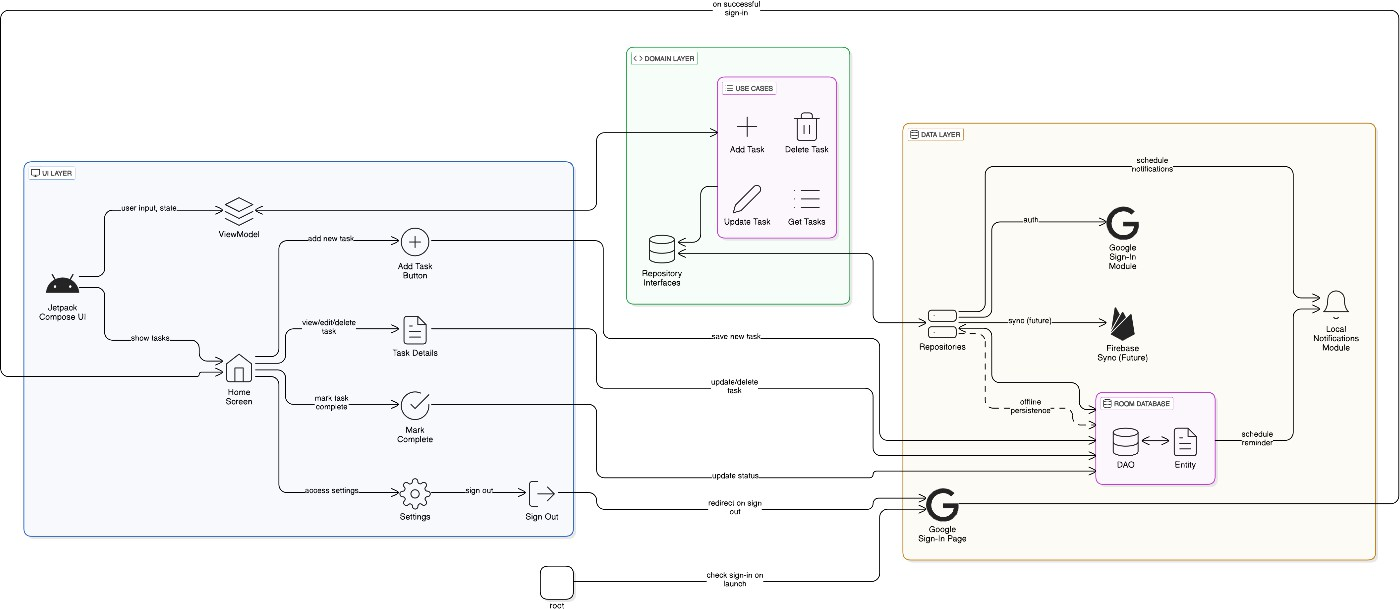 on successful
sign-in
DOMAIN LAYER
USE CASES
Add Task
Delete Task
Update Task
Get Tasks
Repository
Interfaces
DATA LAYER
schedule
notifications
auth
Google
Sign-In
Module
sync (future)
Repositories
Firebase
Sync (Future)
Local
Notifications
Module
offline
persistence
ROOM DATABASE
DAO
Entity
schedule
reminder
Google
Sign-In Page
UI LAYER
user input, state
ViewModel
Jetpack
Compose UI
show tasks
Home
Screen
add new task
Add Task
Button
view/edit/delete
task
Task Details
mark task
complete
Mark
Complete
access settings
Settings
sign out
Sign Out
save new task
update/delete
task
update status
redirect on sign
out
check sign-in on
launch
root